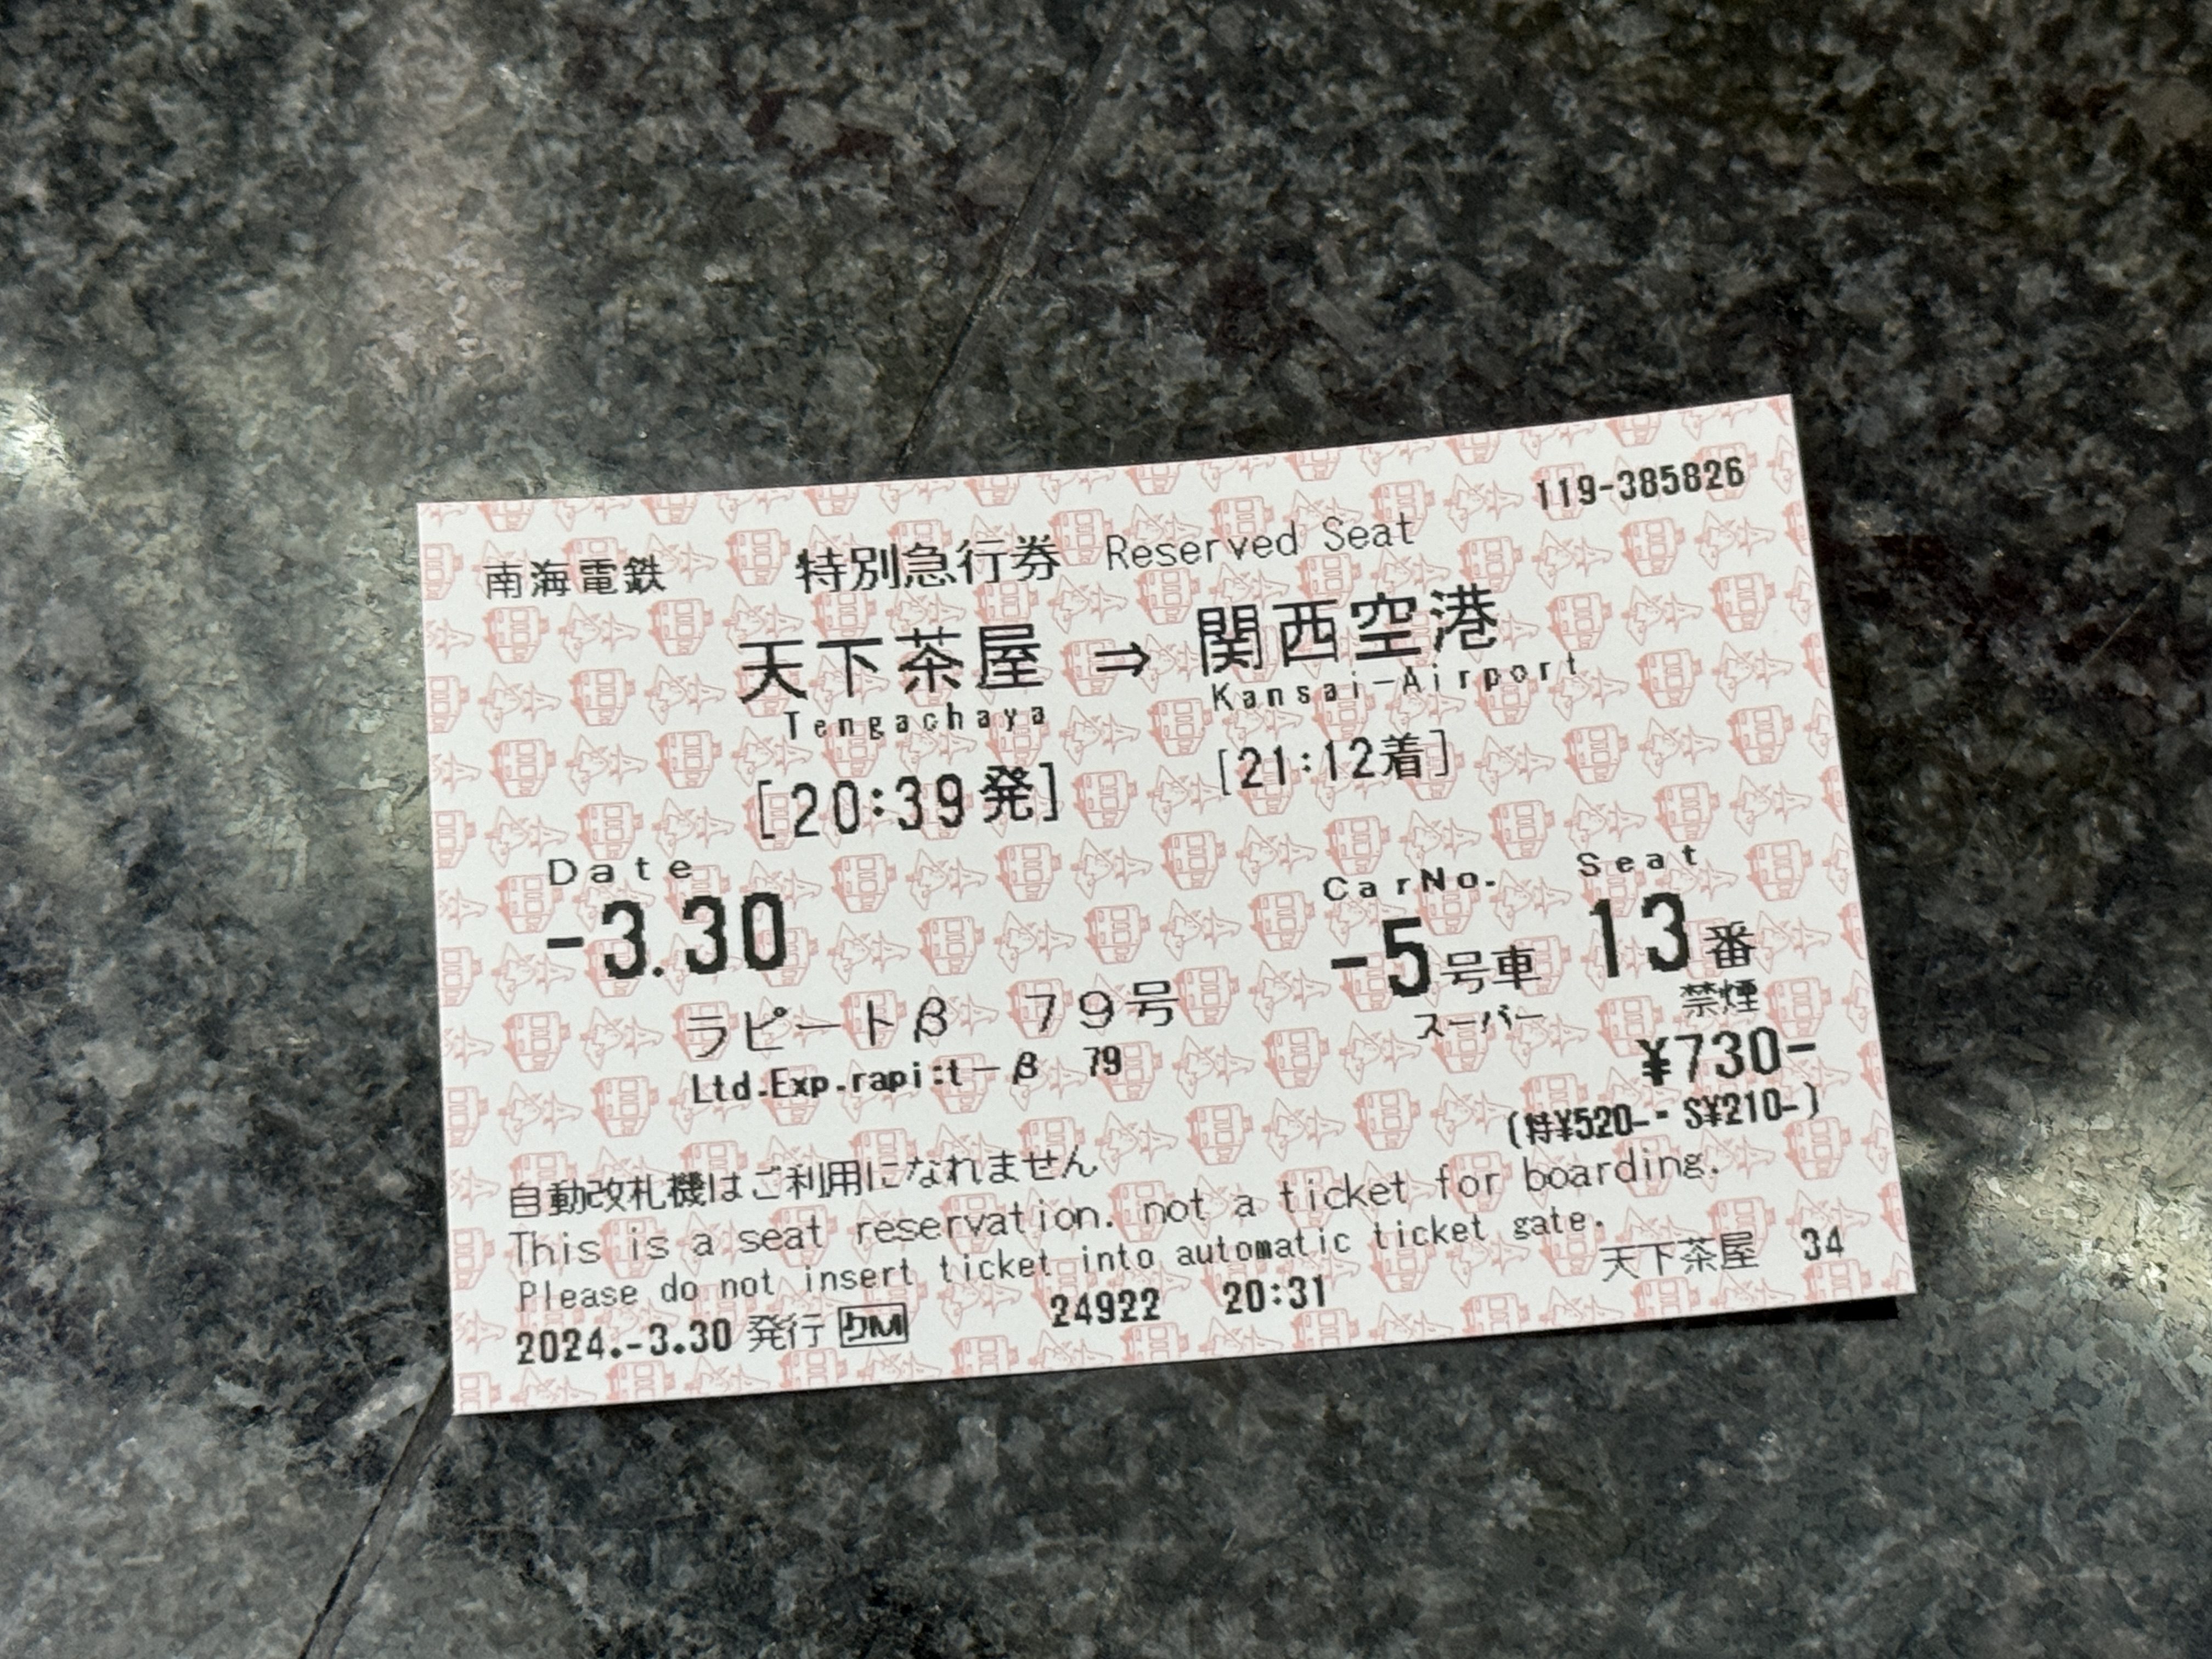 119-385826
南海電鉄 特別急行券 Reserved Seat
天下茶屋 ⇒ 関西空港
Tengachaya Kansai-Airport
[20:39発] [21:12着]
Date CarNo. Seat
-3.30 -5号車 13番
スーパー 禁煙
ラピートβ 79号
Ltd.Exp.rapi:t-β 79
¥730-
(特¥520-・S¥210-)
自動改札機はご利用になれません
This is a seat reservation. not a ticket for boarding.
Please do not insert ticket into automatic ticket gate.
天下茶屋 34
2024.-3.30 発行 24922 20:31